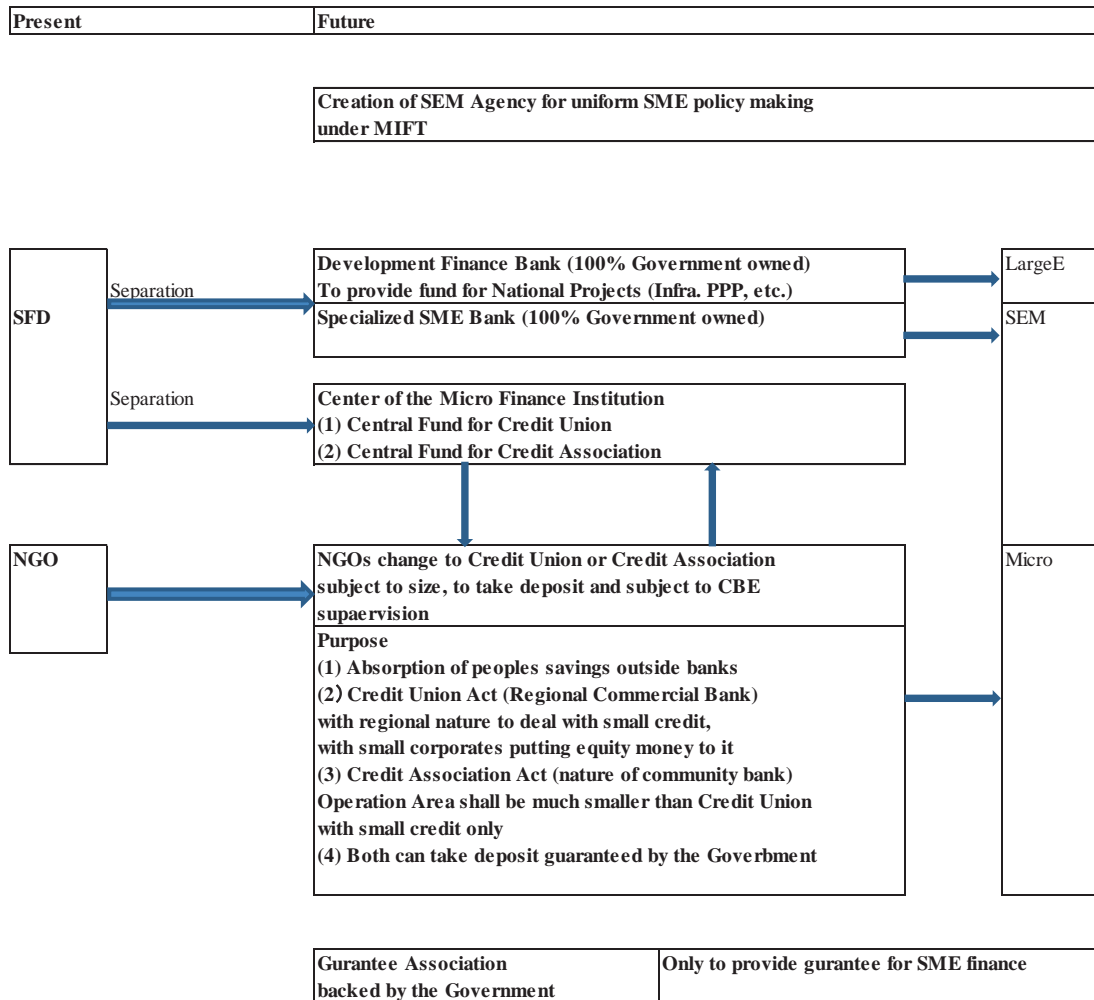 Present
Future
Creation of SEM Agency for uniform SME policy making
under MIFT
SFD
Separation
Development Finance Bank (100% Government owned)
To provide fund for National Projects (Infra. PPP, etc.)
Specialized SME Bank (100% Government owned)
LargeE
SEM
Separation
Center of the Micro Finance Institution
(1) Central Fund for Credit Union
(2) Central Fund for Credit Association
NGO
NGOs change to Credit Union or Credit Association
subject to size, to take deposit and subject to CBE
supaervision
Micro
Purpose
(1) Absorption of peoples savings outside banks
(2）Credit Union Act (Regional Commercial Bank)
with regional nature to deal with small credit,
with small corporates putting equity money to it
(3) Credit Association Act (nature of community bank)
Operation Area shall be much smaller than Credit Union
with small credit only
(4) Both can take deposit guaranteed by the Goverbment
Gurantee Association
backed by the Government
Only to provide gurantee for SME finance